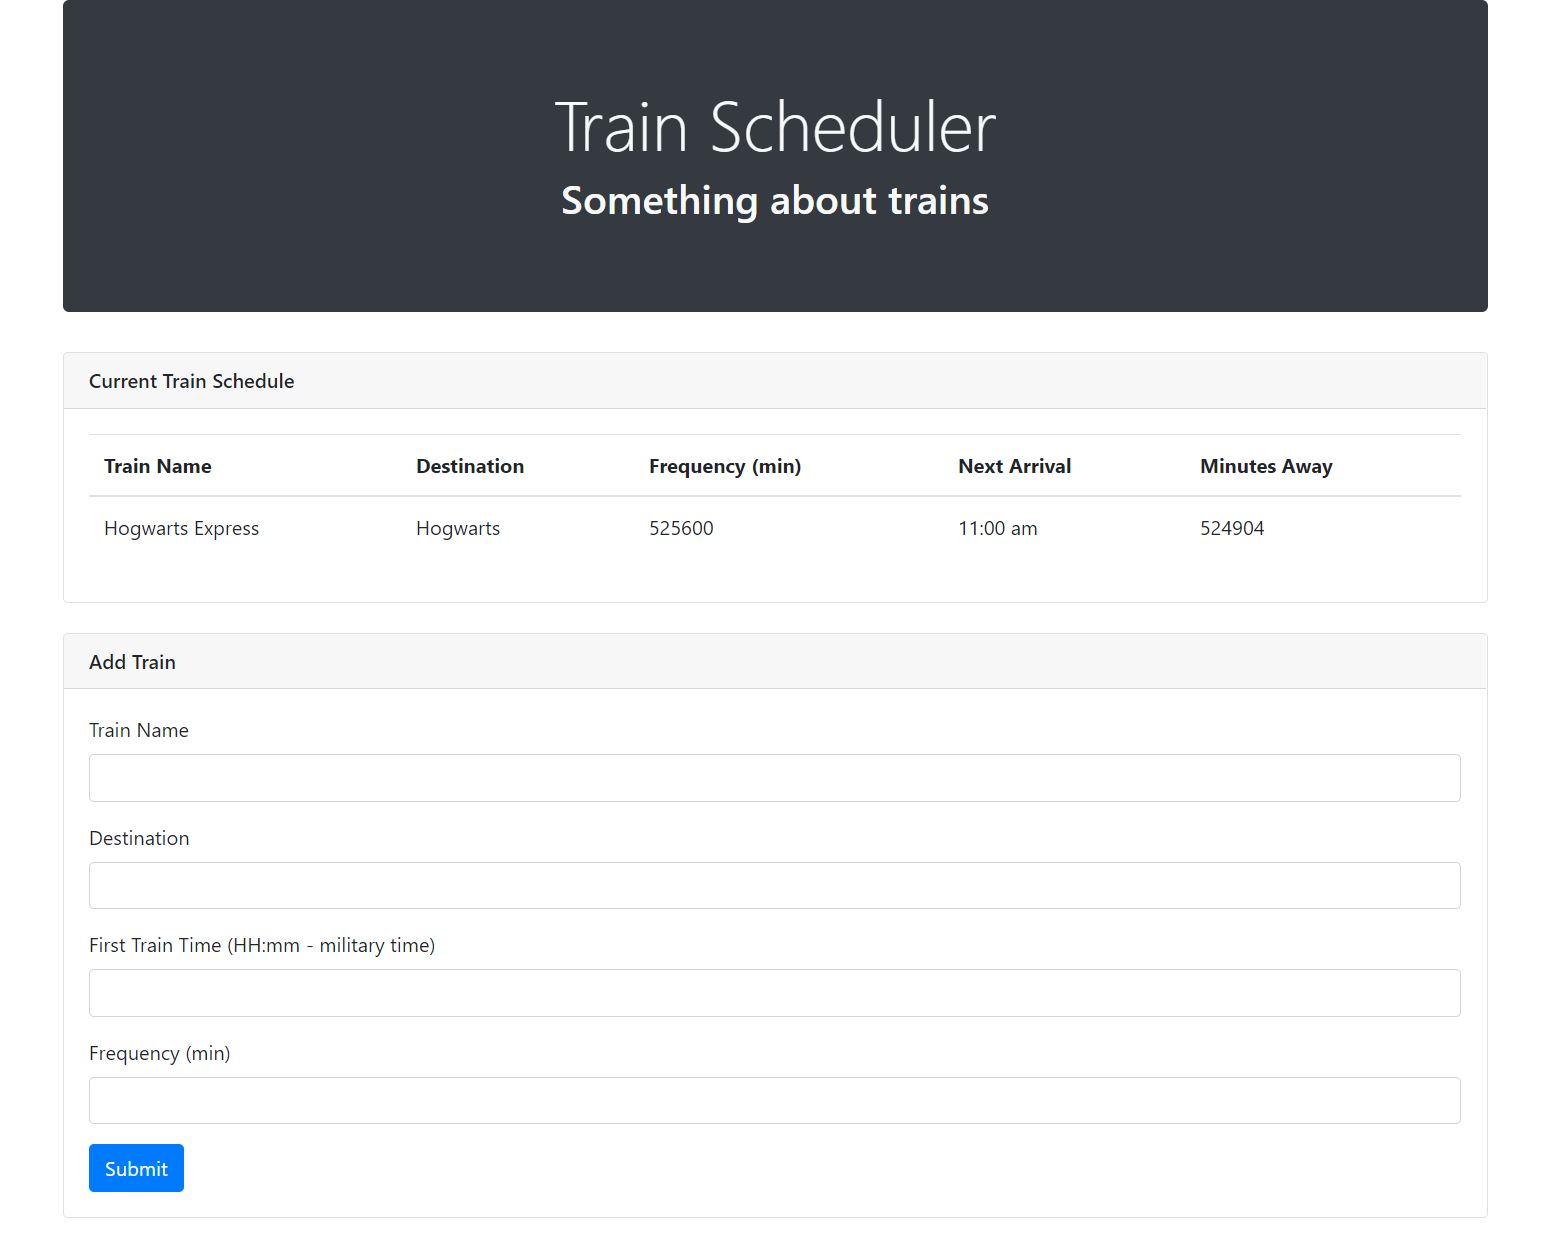 Train Scheduler
Something about trains
Current Train Schedule
Train Name Destination Frequency (min) Next Arrival Minutes Away
Hogwarts Express Hogwarts 525600 11:00 am 524904
Add Train
Train Name
Destination
First Train Time (HH:mm - military time)
Frequency (min)
Submit